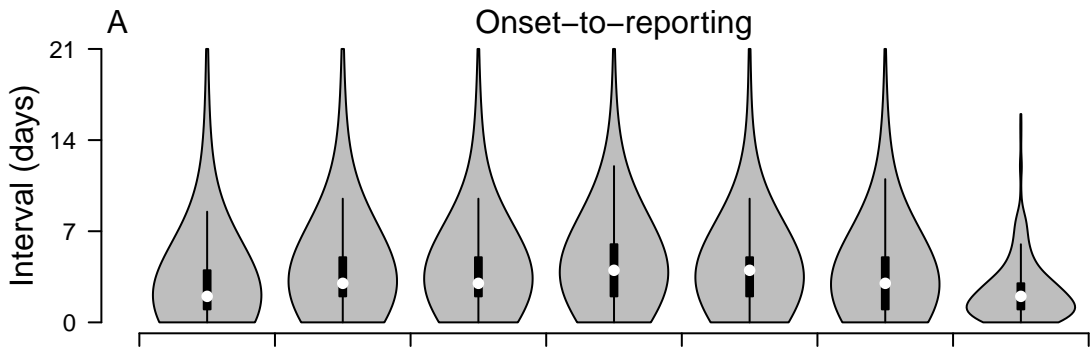 A
Onset−to−reporting
Interval (days)
21
14
7
0